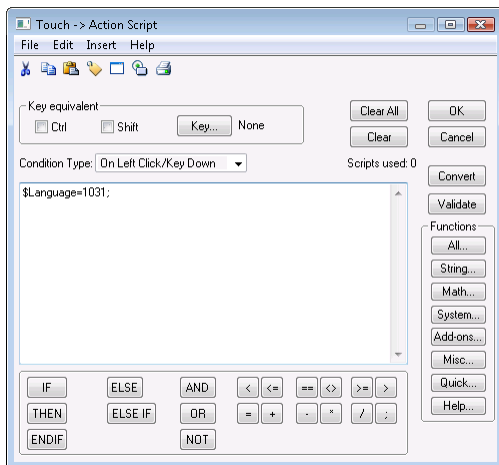 Touch -> Action Script
File Edit Insert Help
Key equivalent
Ctrl Shift Key... None
Clear All OK
Clear Cancel
Condition Type: On Left Click/Key Down Scripts used: 0
Convert
$Language=1031;
Validate
Functions
All...
String...
Math...
System...
Add-ons...
Misc...
Quick...
Help...
IF ELSE AND < <= == <> >= >
THEN ELSE IF OR = + - * / ;
ENDIF NOT